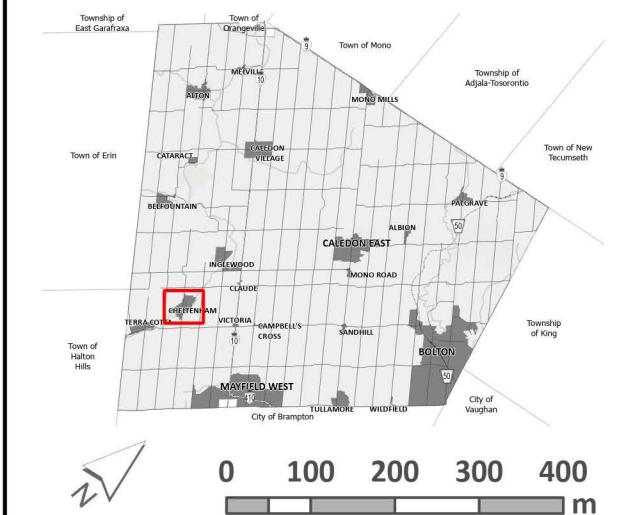 Township of
East Garafraxa
Town of
Orangeville
9
Town of Mono
Township of
Adjala-Tosorontio
MELVILLE
10
ALTON
MONO MILLS
Town of Erin
CATARACT
CALEDON
VILLAGE
Town of New
Tecumseth
9
BELFOUNTAIN
PALGRAVE
50
ALBION
CALEDON EAST
INGLEWOOD
MONO ROAD
CLAUDE
CHELTENHAM
TERRA COTTA
VICTORIA
10
CAMPBELL'S
CROSS
SANDHILL
Township
of King
Town of
Halton
Hills
BOLTON
50
MAYFIELD WEST
410
TULLAMORE
WILDFIELD
City of
Vaughan
City of Brampton
N
0 100 200 300 400
m